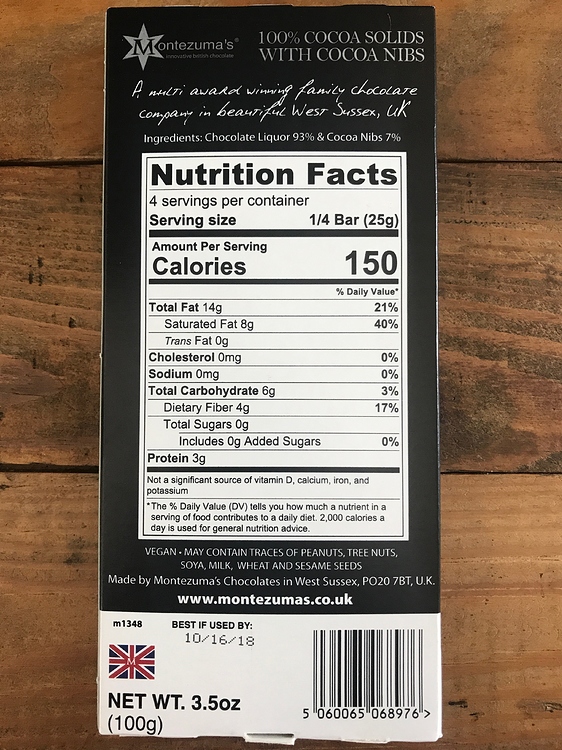 Montezuma's®
innovative british chocolate
100% COCOA SOLIDS
WITH COCOA NIBS
A multi award winning family chocolate
company in beautiful West Sussex, UK
Ingredients: Chocolate Liquor 93% & Cocoa Nibs 7%
Nutrition Facts
4 servings per container
Serving size 1/4 Bar (25g)
Amount Per Serving
Calories 150
% Daily Value*
Total Fat 14g 21%
Saturated Fat 8g 40%
Trans Fat 0g
Cholesterol 0mg 0%
Sodium 0mg 0%
Total Carbohydrate 6g 3%
Dietary Fiber 4g 17%
Total Sugars 0g
Includes 0g Added Sugars 0%
Protein 3g
Not a significant source of vitamin D, calcium, iron, and
potassium
*The % Daily Value (DV) tells you how much a nutrient in a
serving of food contributes to a daily diet. 2,000 calories a
day is used for general nutrition advice.
VEGAN • MAY CONTAIN TRACES OF PEANUTS, TREE NUTS,
SOYA, MILK, WHEAT AND SESAME SEEDS
Made by Montezuma's Chocolates in West Sussex, PO20 7BT, U.K.
www.montezumas.co.uk
m1348
BEST IF USED BY:
10/16/18
M
NET WT. 3.5oz
(100g)
5 060065 068976 >